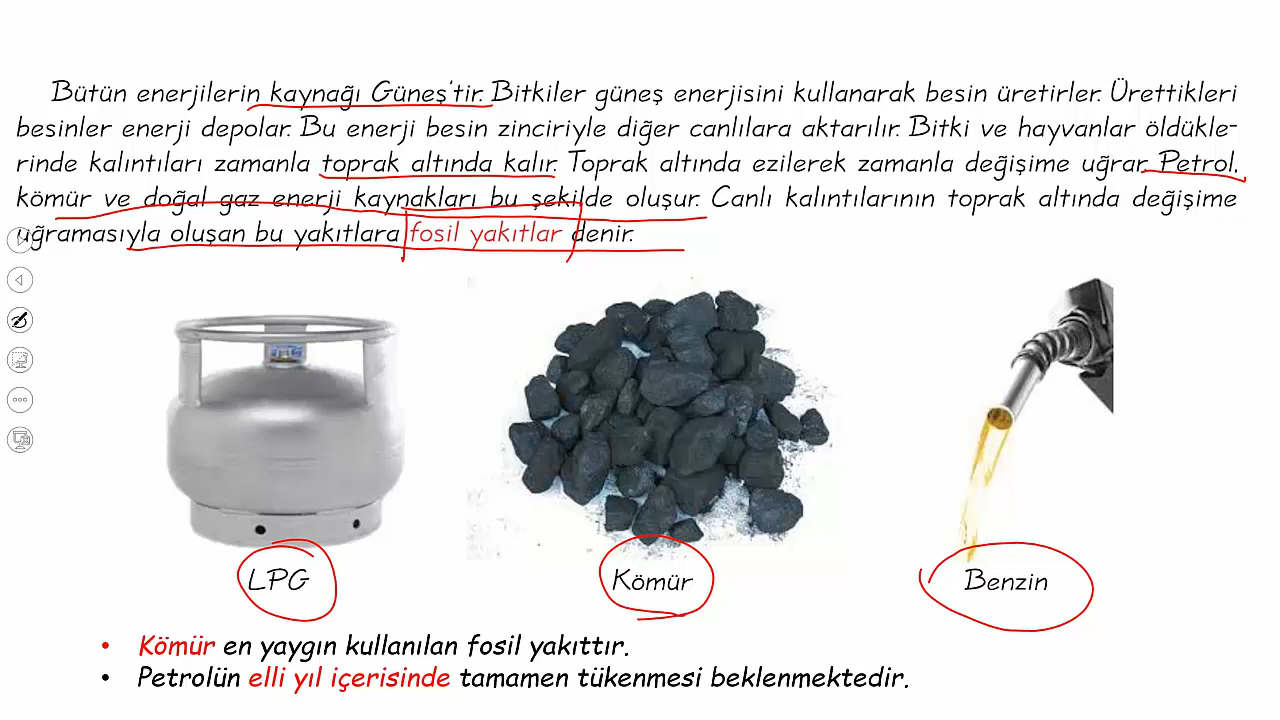 Bütün enerjilerin kaynağı Güneş'tir. Bitkiler güneş enerjisini kullanarak besin üretirler. Ürettikleri
besinler enerji depolar. Bu enerji besin zinciriyle diğer canlılara aktarılır. Bitki ve hayvanlar öldükle-
rinde kalıntıları zamanla toprak altında kalır. Toprak altında ezilerek zamanla değişime uğrar. Petrol,
kömür ve doğal gaz enerji kaynakları bu şekilde oluşur. Canlı kalıntılarının toprak altında değişime
uğramasıyla oluşan bu yakıtlara fosil yakıtlar denir.
LPG Kömür Benzin
• Kömür en yaygın kullanılan fosil yakıttır.
• Petrolün elli yıl içerisinde tamamen tükenmesi beklenmektedir.